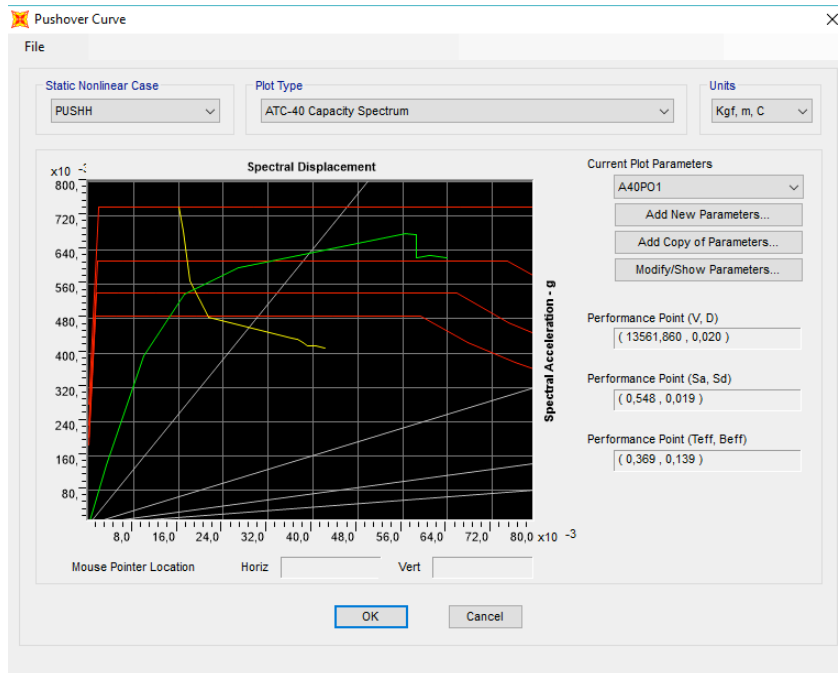 Pushover Curve
File
Static Nonlinear Case
PUSHH
Plot Type
ATC-40 Capacity Spectrum
Units
Kgf, m, C
x10 -3
Spectral Displacement
800,
720,
640,
560,
480,
400,
320,
240,
160,
80,
8,0 16,0 24,0 32,0 40,0 48,0 56,0 64,0 72,0 80,0 x10 -3
Spectral Acceleration - g
Mouse Pointer Location Horiz Vert
Current Plot Parameters
A40PO1
Add New Parameters...
Add Copy of Parameters...
Modify/Show Parameters...
Performance Point (V, D)
( 13561,860 , 0,020 )
Performance Point (Sa, Sd)
( 0,548 , 0,019 )
Performance Point (Teff, Beff)
( 0,369 , 0,139 )
OK Cancel